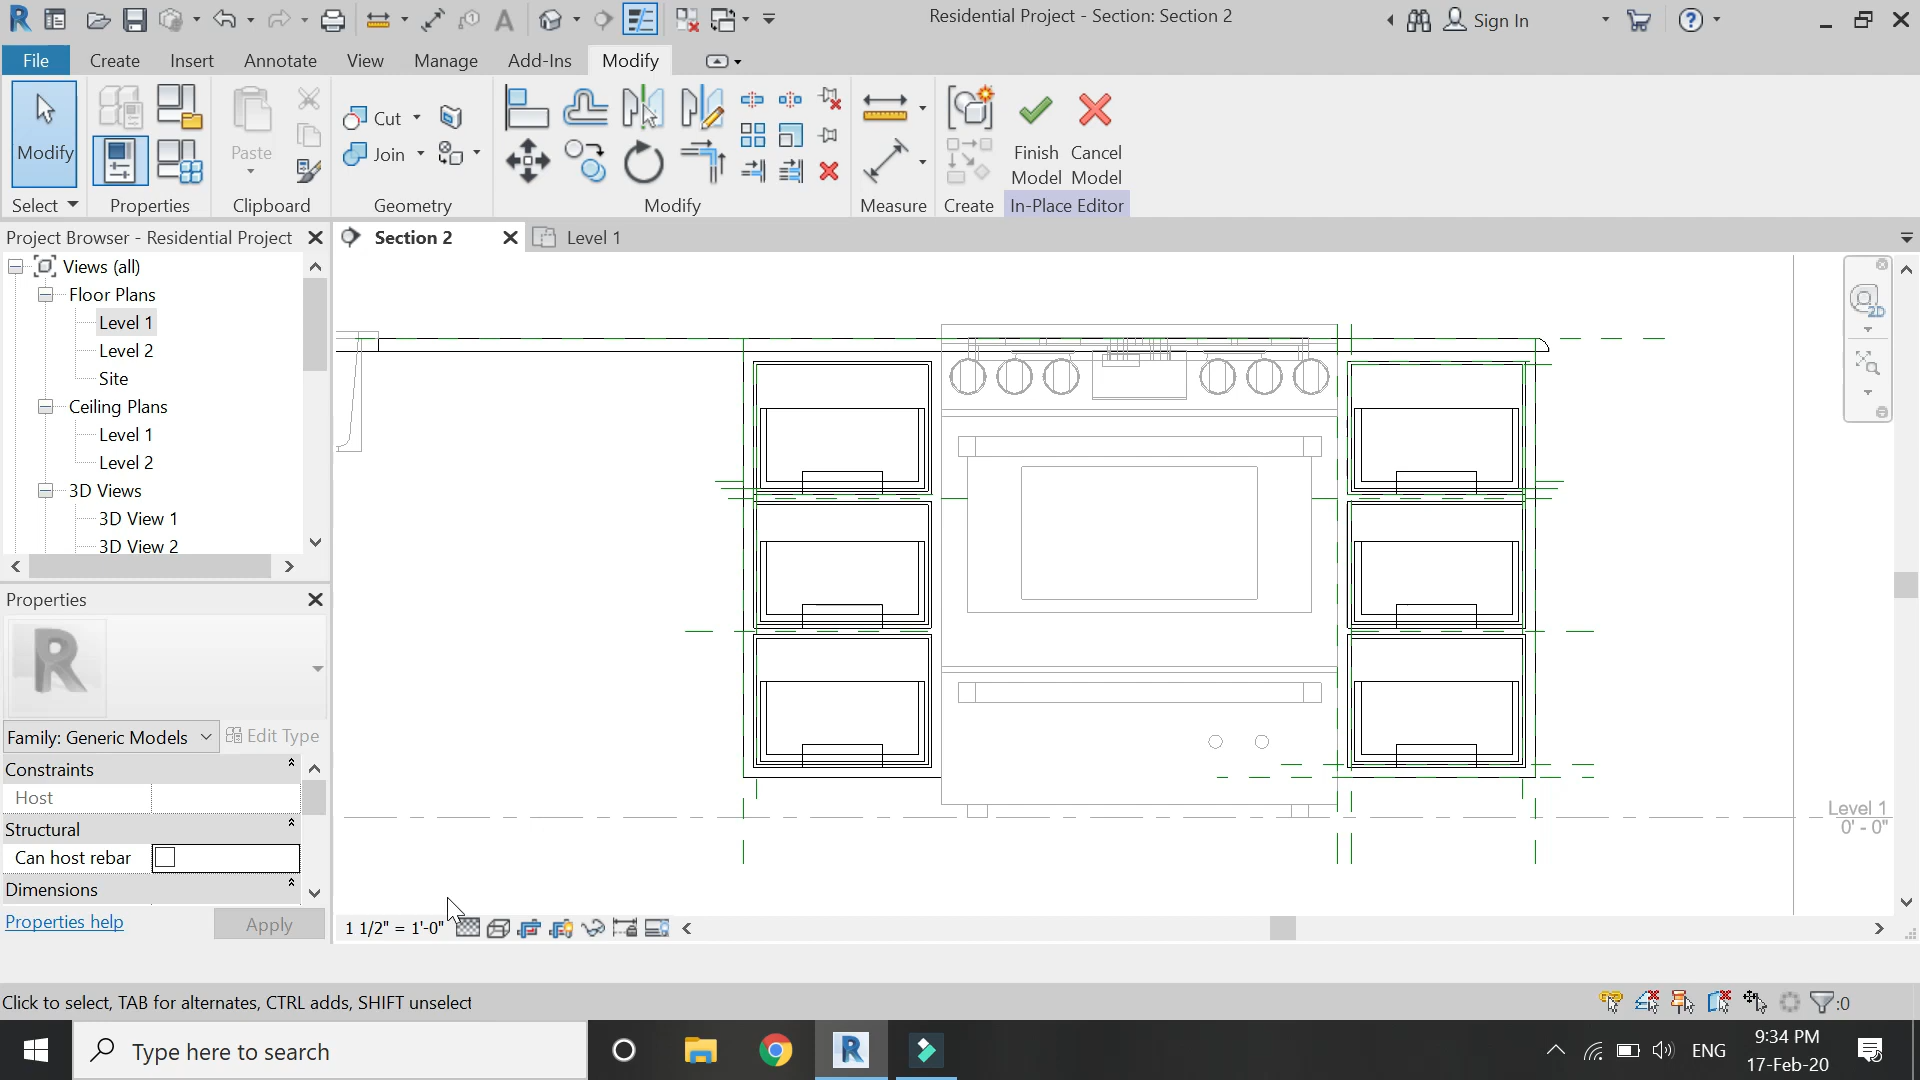 Residential Project - Section: Section 2
Sign In
File
Create
Insert
Annotate
View
Manage
Add-Ins
Modify
Modify
Paste
Cut
Join
Finish Model
Cancel Model
Select
Properties
Clipboard
Geometry
Modify
Measure
Create
In-Place Editor
Project Browser - Residential Project
Section 2
Level 1
Views (all)
Floor Plans
Level 1
Level 2
Site
Ceiling Plans
Level 1
Level 2
3D Views
3D View 1
3D View 2
2D
Properties
R
Family: Generic Models
Edit Type
Constraints
Host
Structural
Can host rebar
Dimensions
Properties help
Apply
Level 1
0' - 0"
1 1/2" = 1'-0"
Click to select, TAB for alternates, CTRL adds, SHIFT unselect
:0
Type here to search
R
ENG
9:34 PM
17-Feb-20